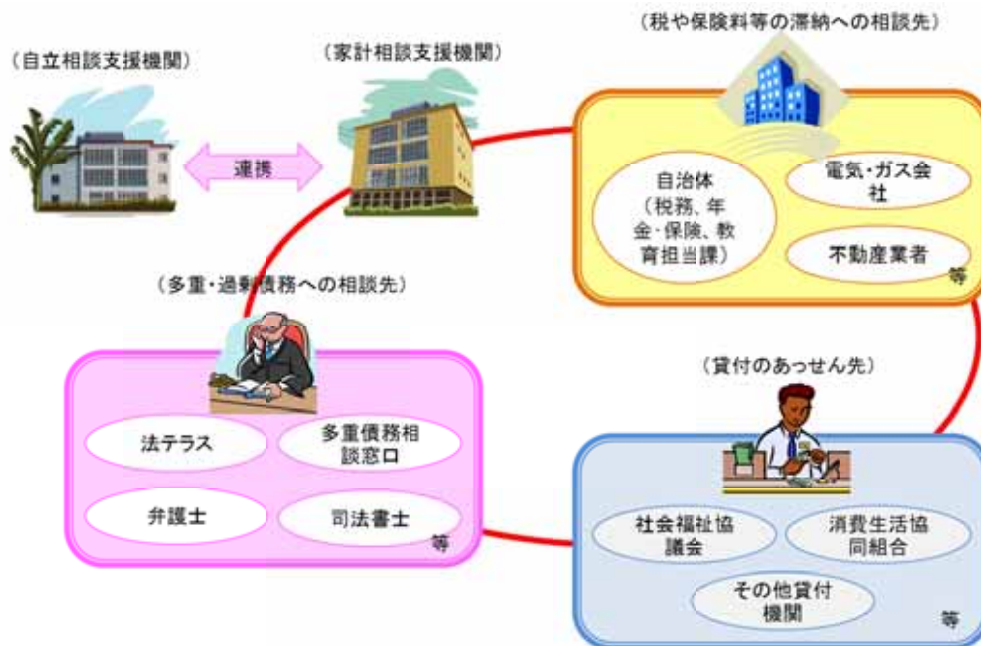 （税や保険料等の滞納への相談先）
（家計相談支援機関）
（自立相談支援機関）
連携
自治体
（税務、年
金・保険、教
育担当課）
電気・ガス会
社
不動産業者
等
（多重・過剰債務への相談先）
法テラス
多重債務相
談窓口
弁護士
司法書士
等
（貸付のあっせん先）
社会福祉協
議会
消費生活協
同組合
その他貸付
機関
等